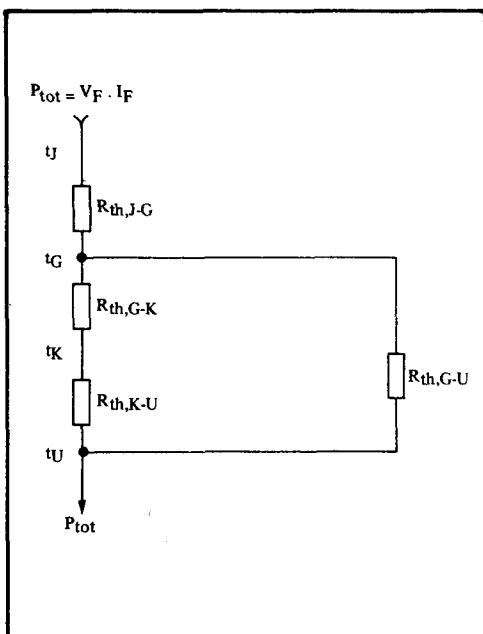 P_tot = V_F . I_F
t_J
R_th,J-G
t_G
R_th,G-K
t_K
R_th,G-U
R_th,K-U
t_U
P_tot